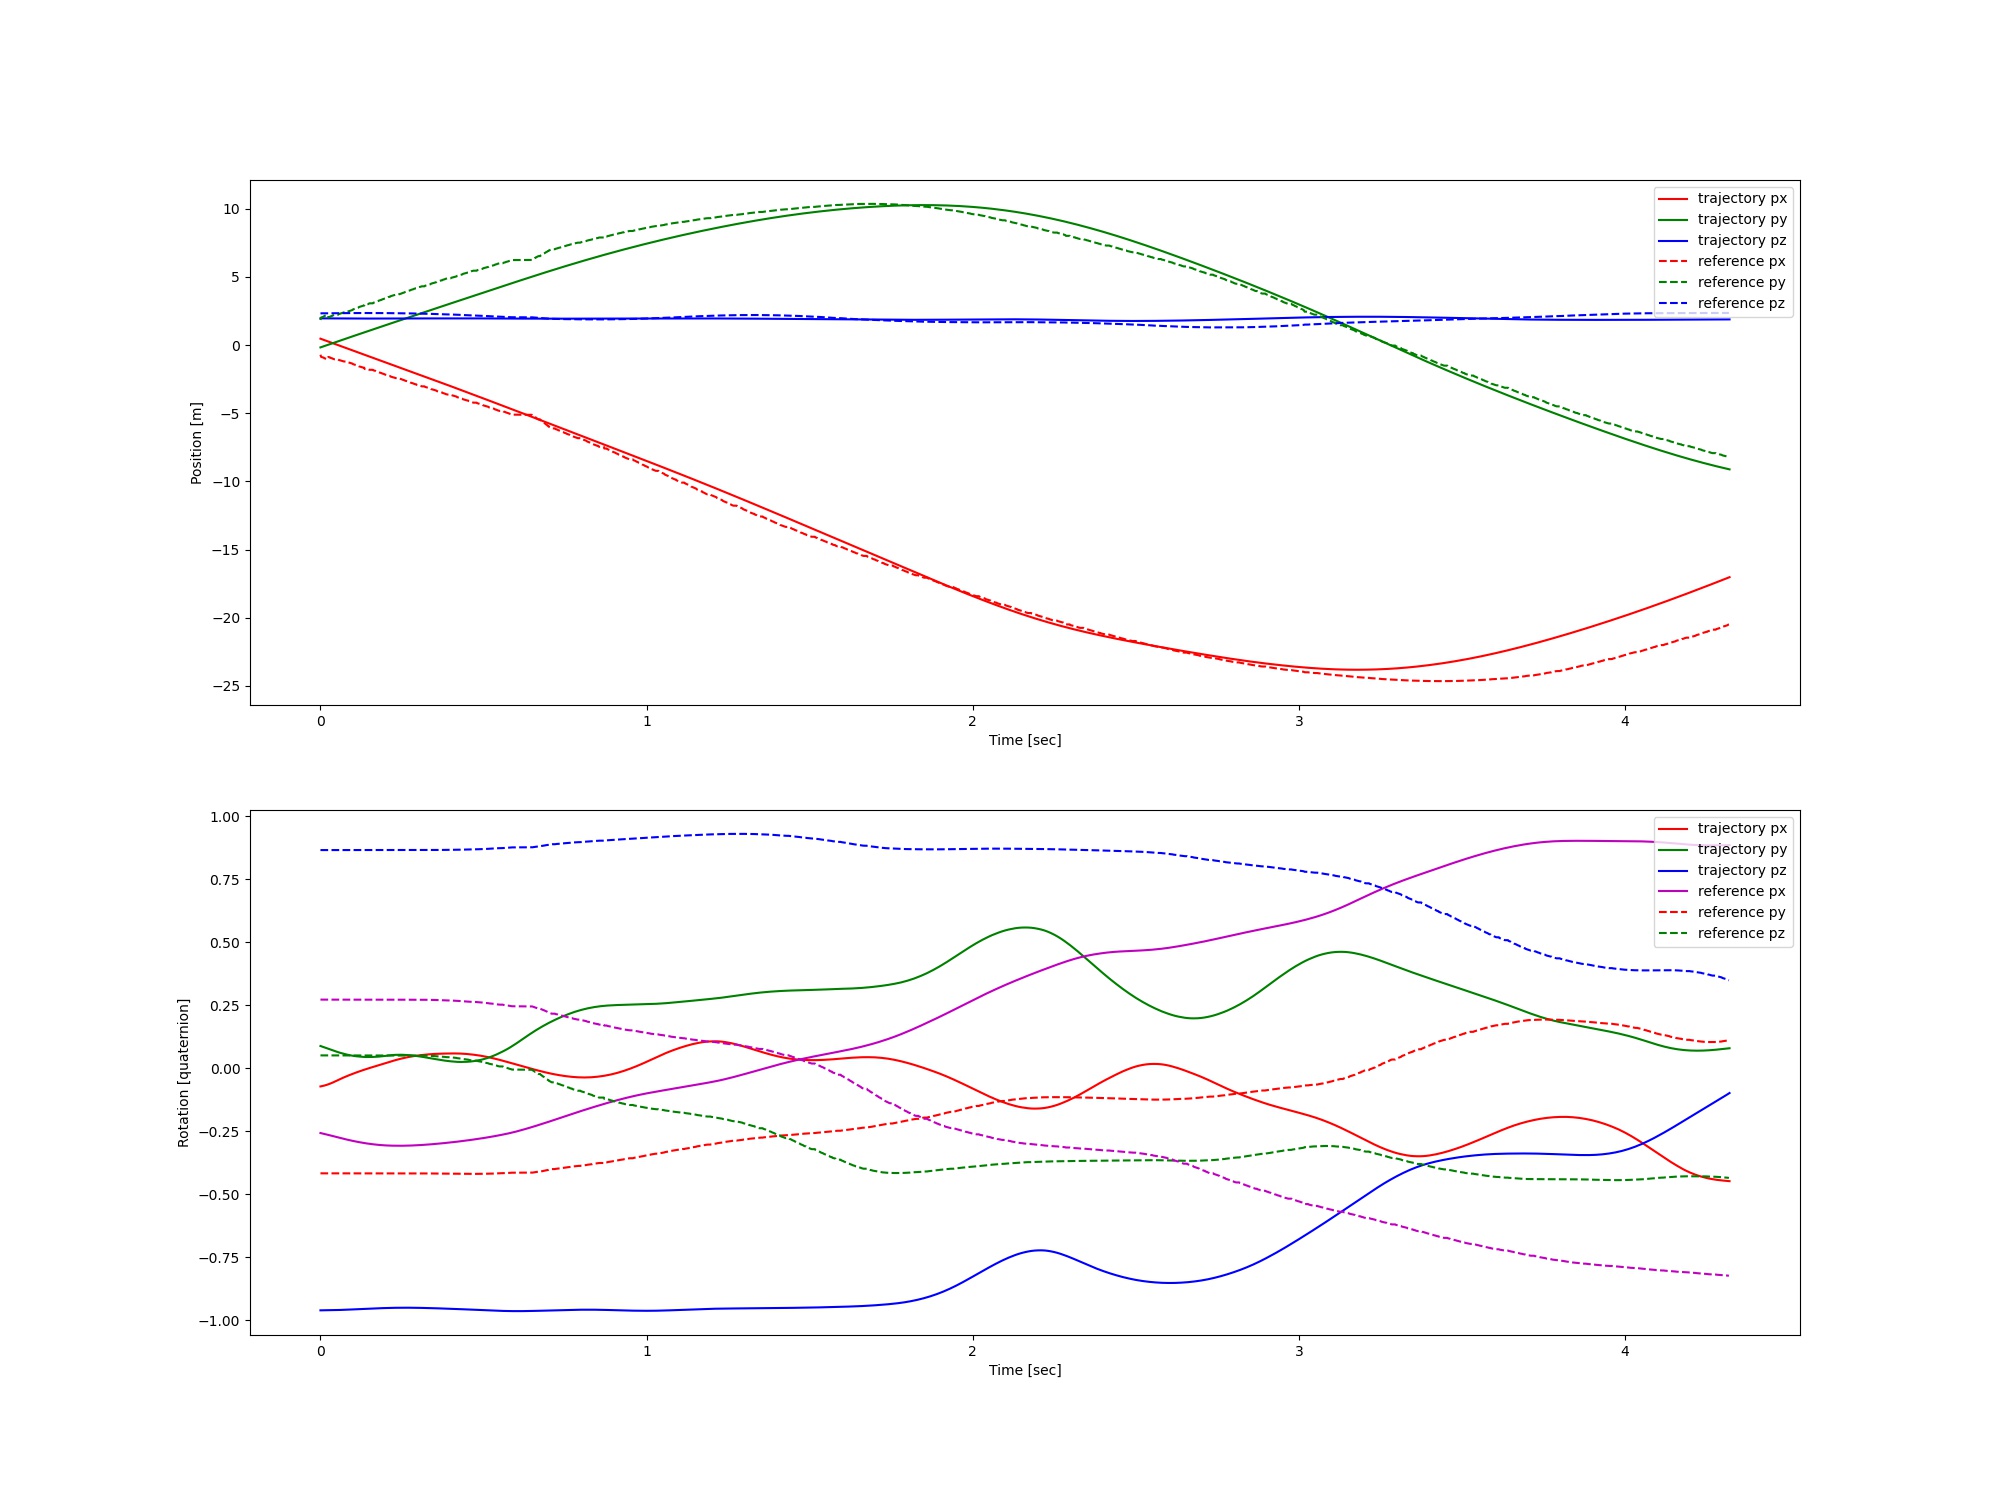 trajectory px
trajectory py
trajectory pz
reference px
reference py
reference pz
10
5
0
−5
−10
−15
−20
−25
Position [m]
0 1 2 3 4
Time [sec]
trajectory px
trajectory py
trajectory pz
reference px
reference py
reference pz
1.00
0.75
0.50
0.25
0.00
−0.25
−0.50
−0.75
−1.00
Rotation [quaternion]
0 1 2 3 4
Time [sec]